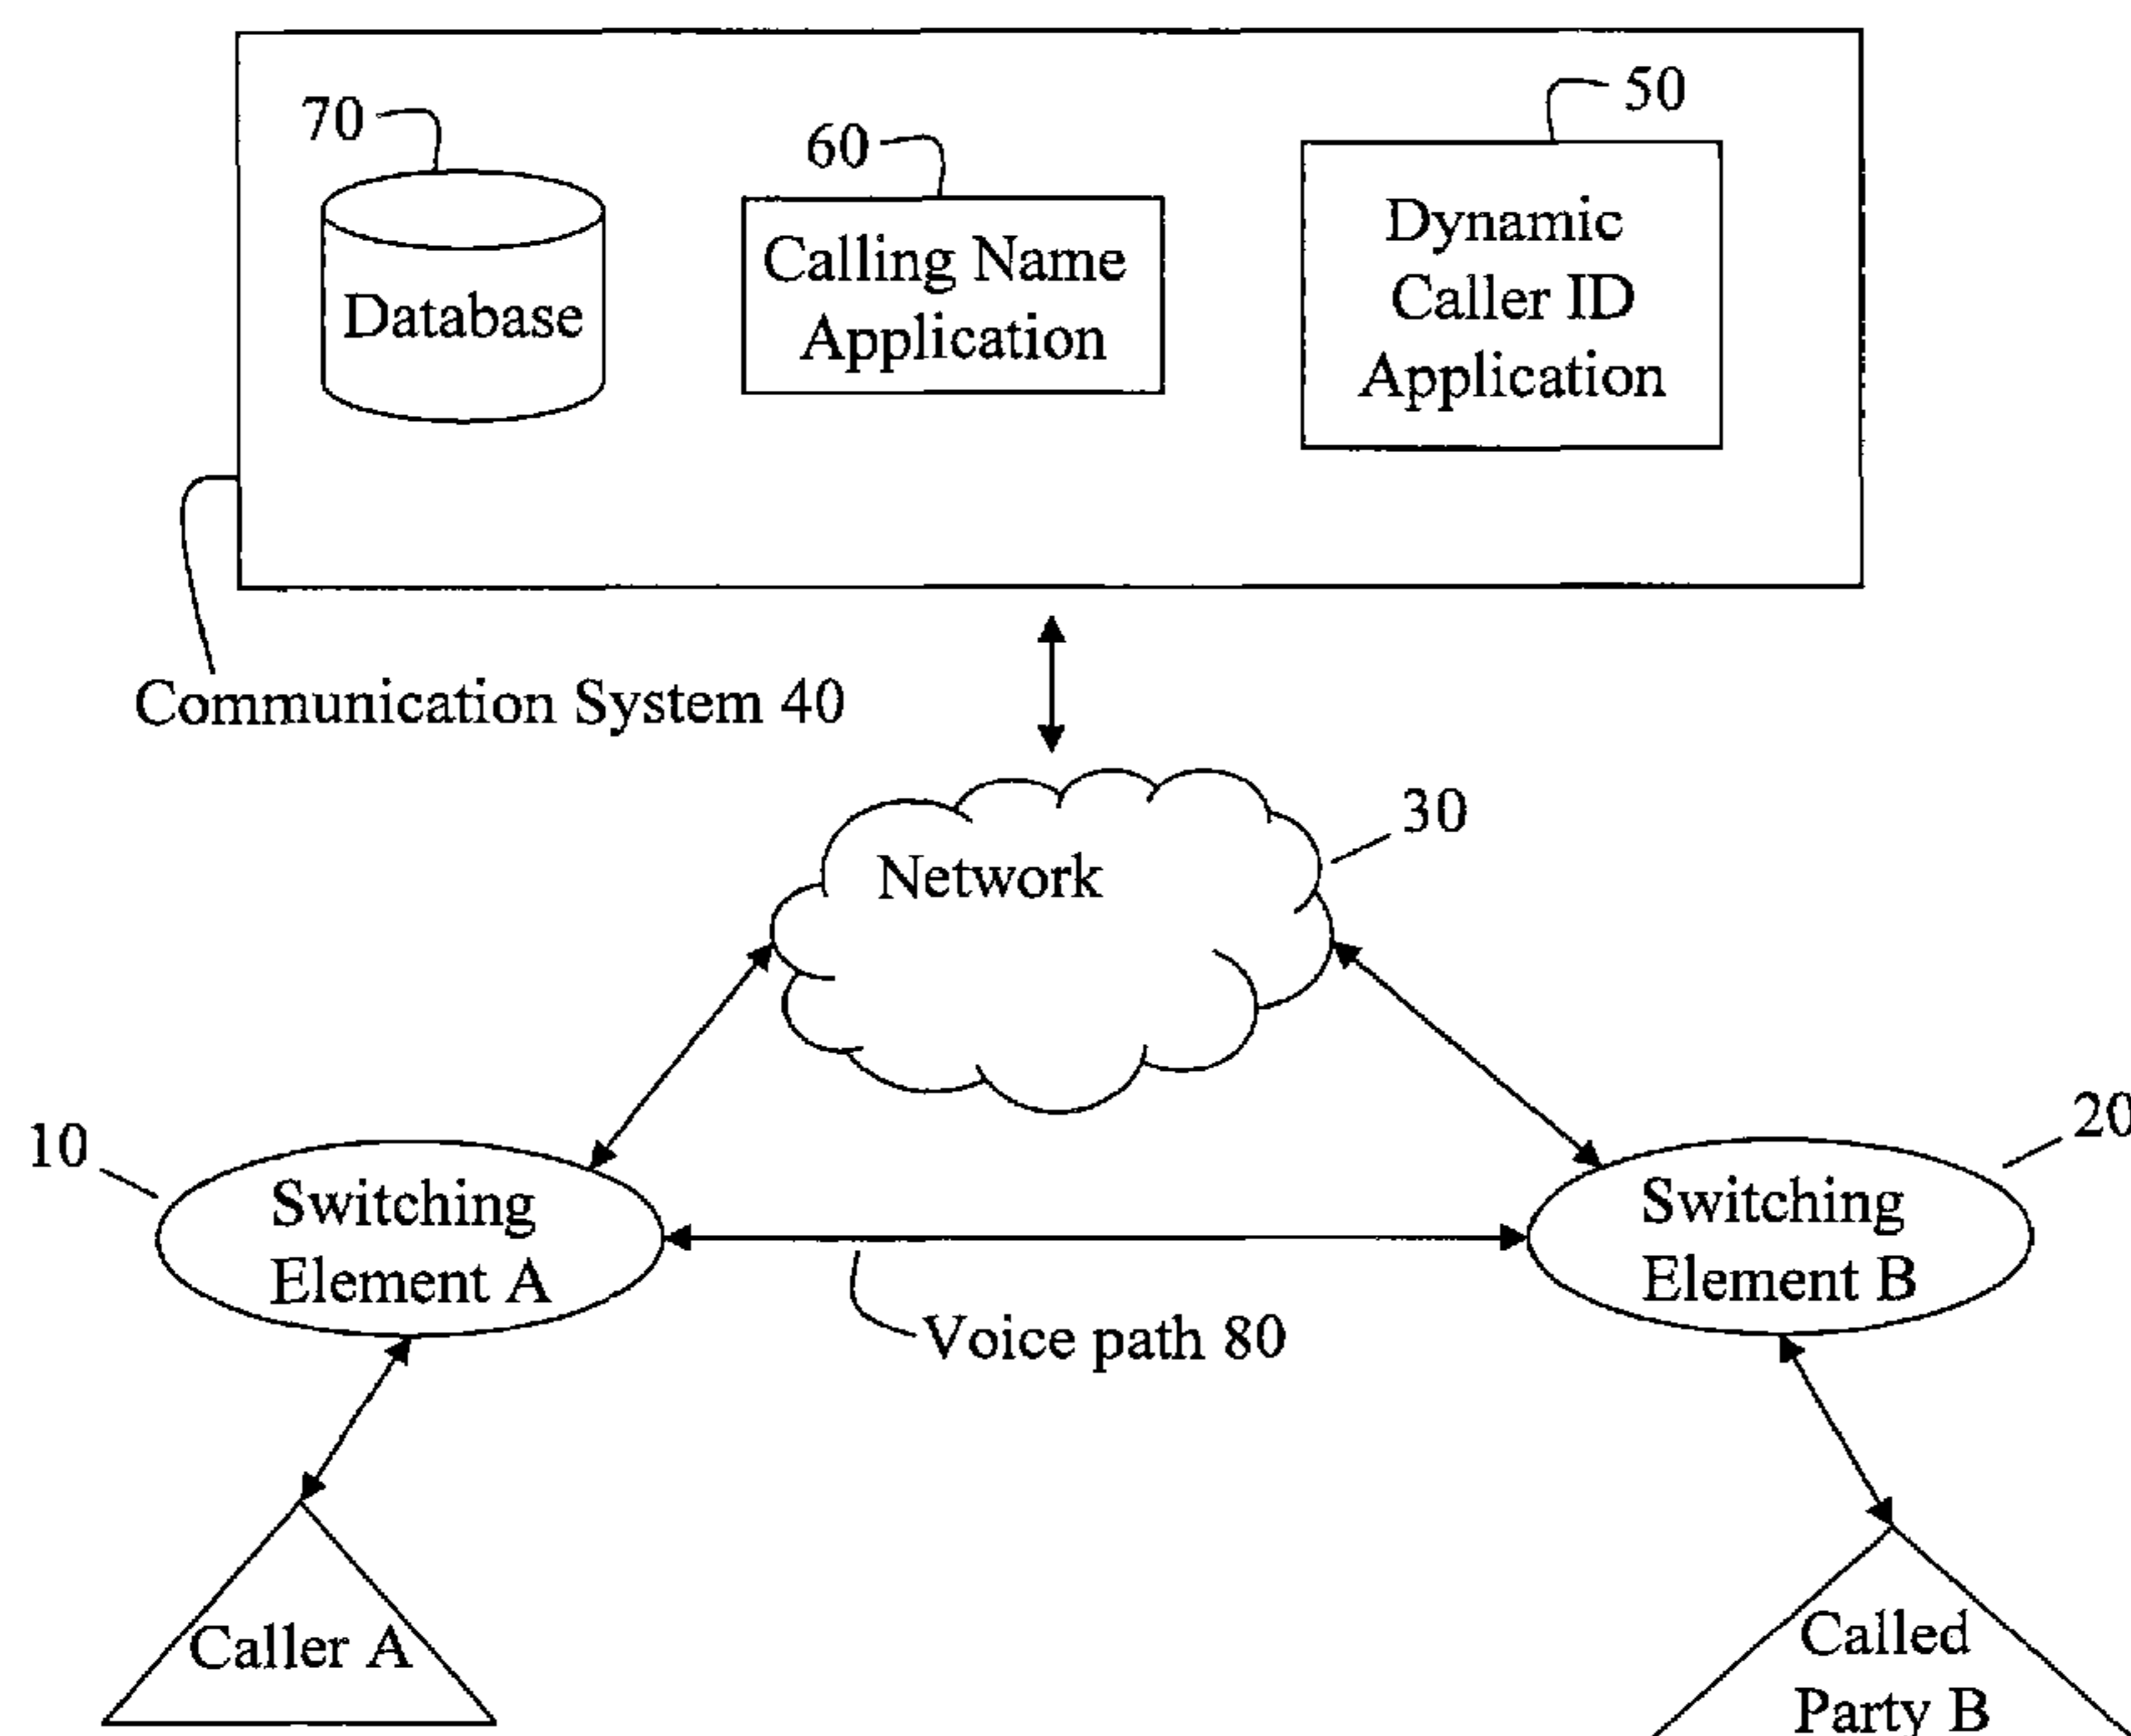 50
70
60
Dynamic
Caller ID
Application
Calling Name
Application
Database
Communication System 40
30
Network
10
20
Switching
Element A
Switching
Element B
Voice path 80
Caller A
Called
Party B